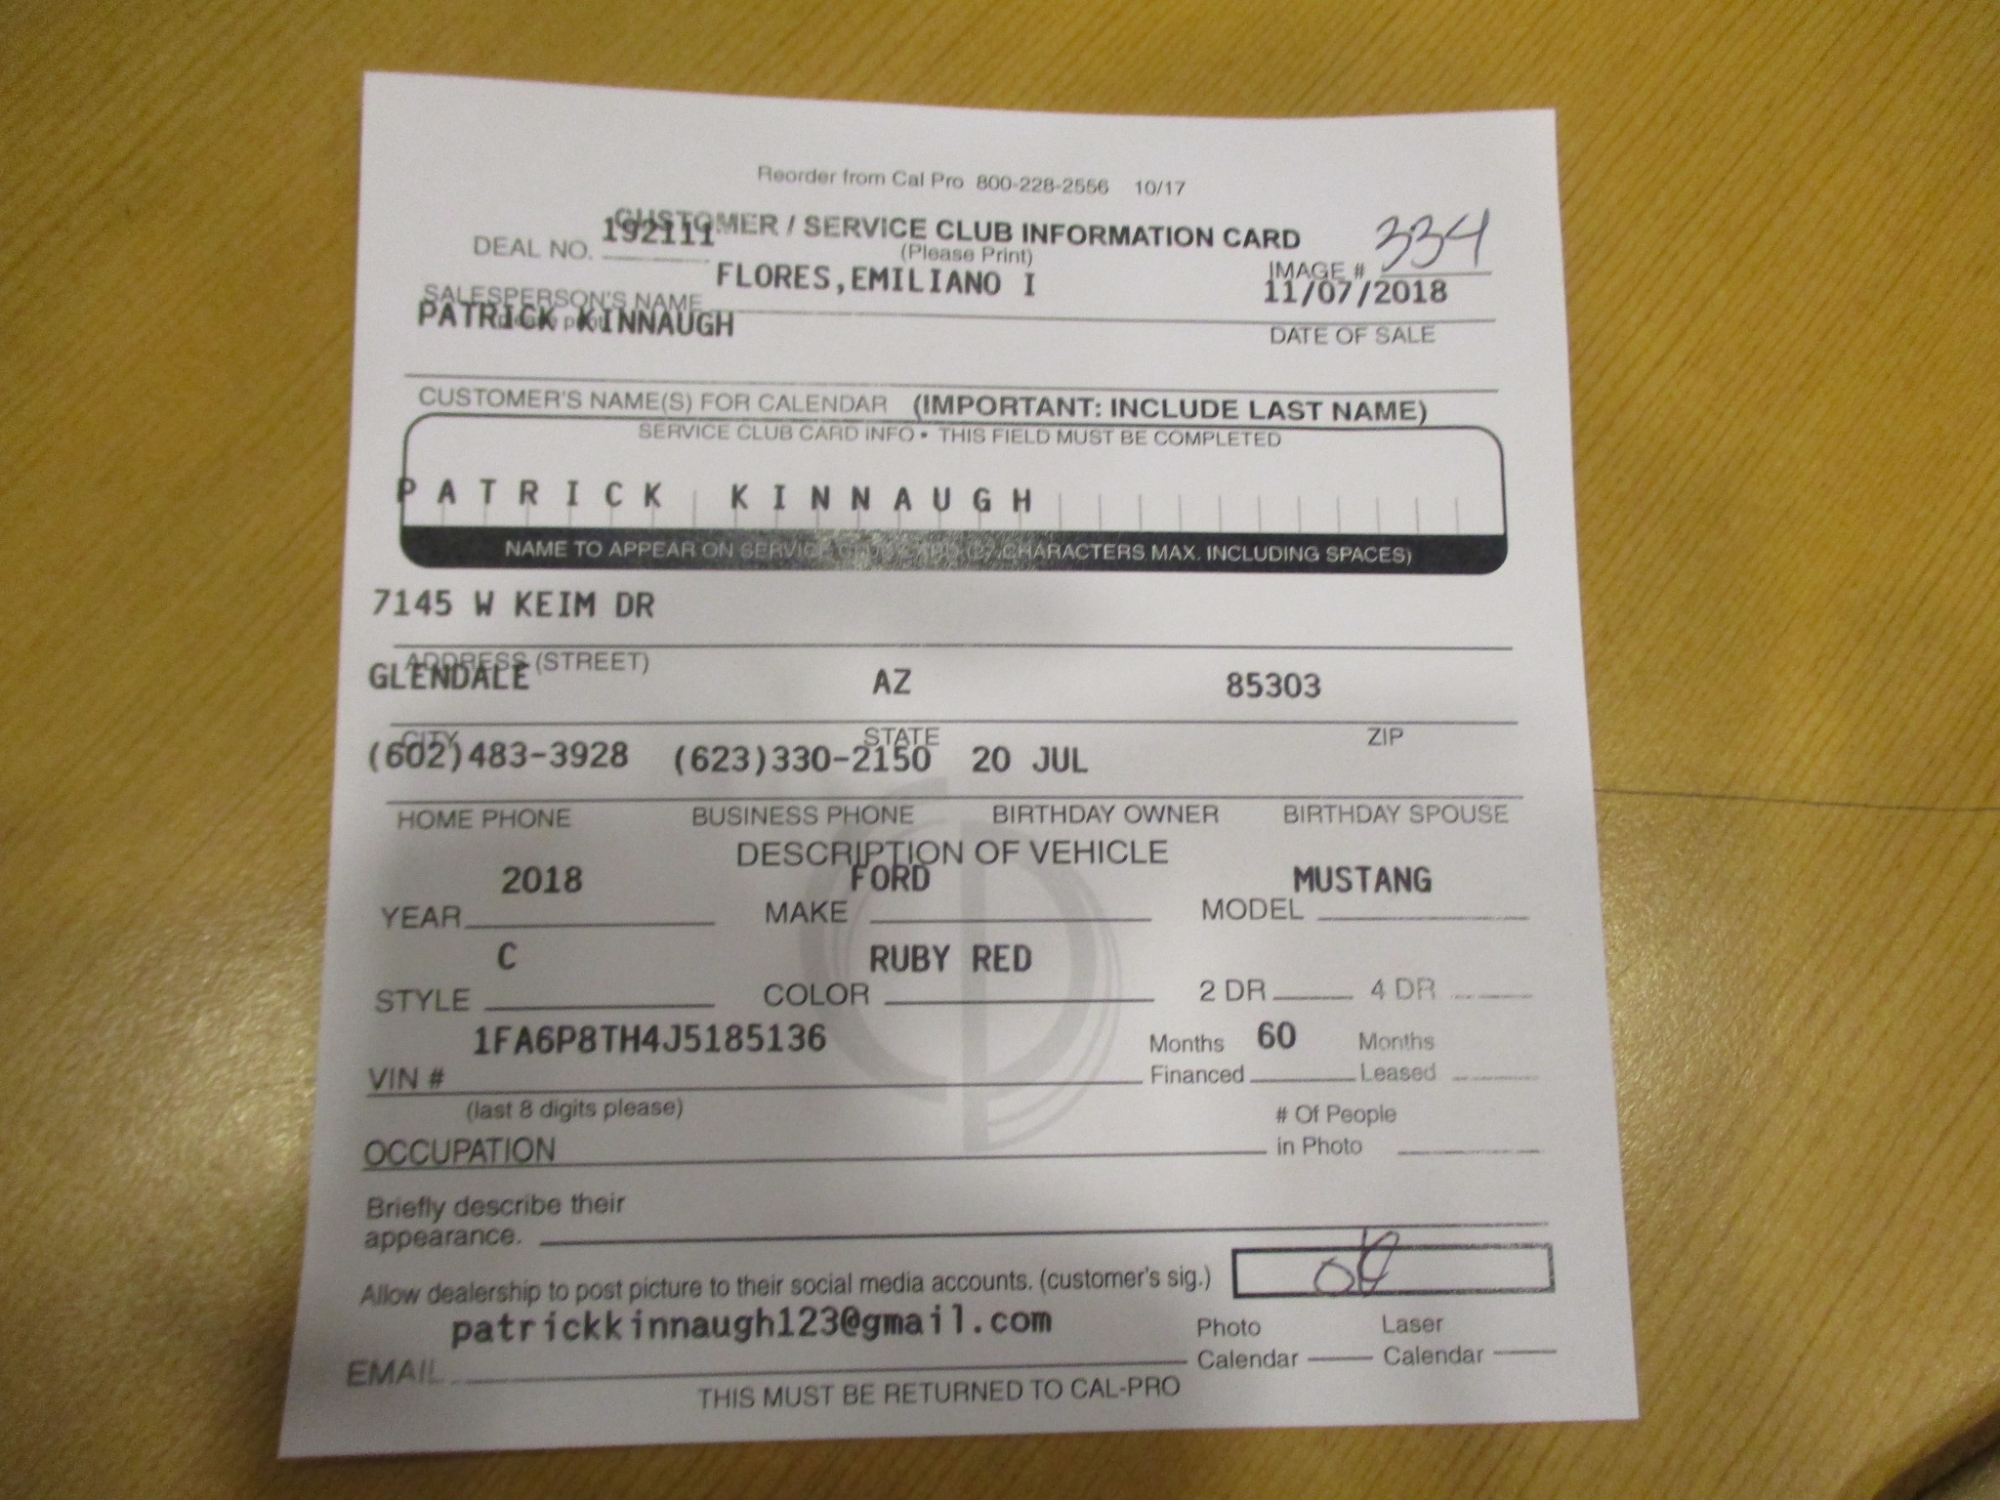 Reorder from Cal Pro 800-228-2556 10/17
CUSTOMER / SERVICE CLUB INFORMATION CARD
(Please Print)
DEAL NO. 192111
IMAGE # 334
FLORES,EMILIANO I 11/07/2018
SALESPERSON'S NAME
DATE OF SALE
PATRICK KINNAUGH
CUSTOMER'S NAME(S) FOR CALENDAR (IMPORTANT: INCLUDE LAST NAME)
SERVICE CLUB CARD INFO • THIS FIELD MUST BE COMPLETED
PATRICK KINNAUGH
NAME TO APPEAR ON SERVICE CLUB CARD (27 CHARACTERS MAX. INCLUDING SPACES)
7145 W KEIM DR
ADDRESS (STREET)
GLENDALE AZ 85303
CITY STATE ZIP
(602)483-3928 (623)330-2150 20 JUL
HOME PHONE BUSINESS PHONE BIRTHDAY OWNER BIRTHDAY SPOUSE
DESCRIPTION OF VEHICLE
2018 FORD MUSTANG
YEAR MAKE MODEL
C RUBY RED
STYLE COLOR 2 DR 4 DR
1FA6P8TH4J5185136 Months 60 Months
VIN # Financed Leased
(last 8 digits please) # Of People
OCCUPATION in Photo
Briefly describe their
appearance.
Allow dealership to post picture to their social media accounts. (customer's sig.)
patrickkinnaugh123@gmail.com Photo Laser
EMAIL Calendar Calendar
THIS MUST BE RETURNED TO CAL-PRO